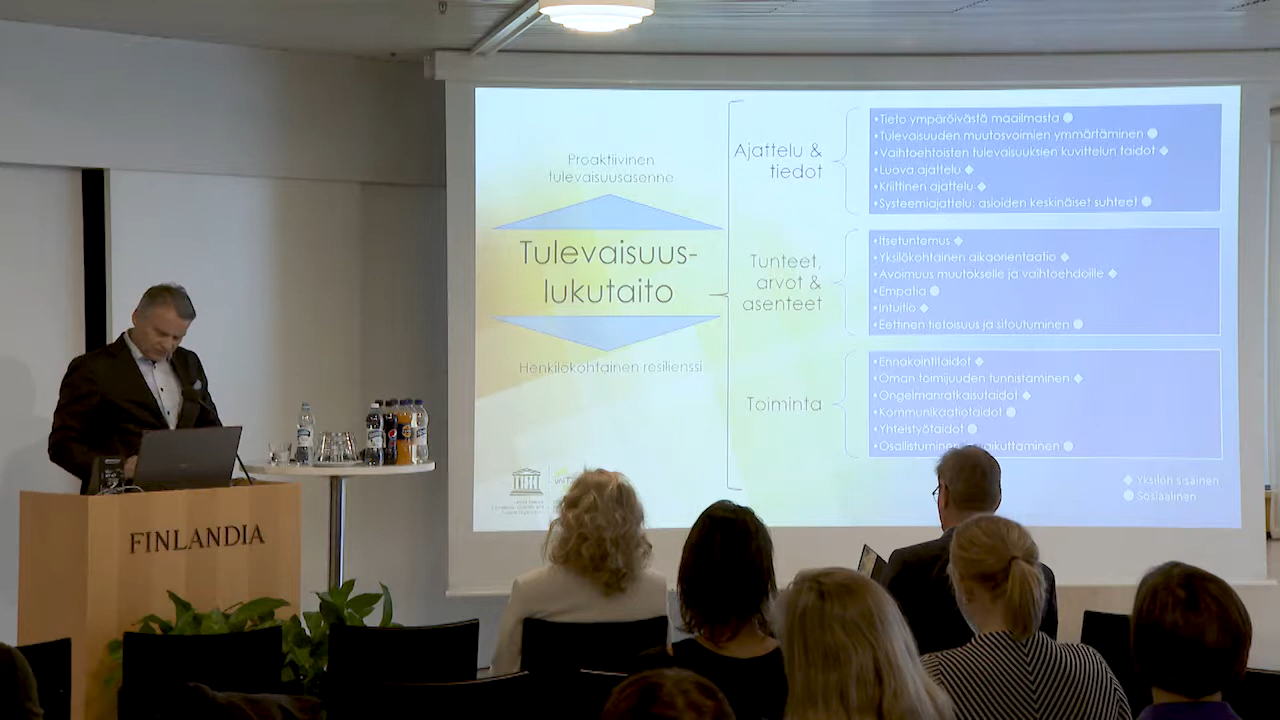 FINLANDIA
Proaktiivinen
tulevaisuusasenne
Tulevaisuus-
lukutaito
Henkilökohtainen resilienssi
Ajattelu &
tiedot
•Tieto ympäröivästä maailmasta
•Tulevaisuuden muutosvoimien ymmärtäminen
•Vaihtoehtoisten tulevaisuuksien kuvittelun taidot
•Luova ajattelu
•Kriittinen ajattelu
•Systeemiajattelu: asioiden keskinäiset suhteet
Tunteet,
arvot &
asenteet
•Itsetuntemus
•Yksilökohtainen aikaorientaatio
•Avoimuus muutokselle ja vaihtoehdoille
•Empatia
•Intuitio
•Eettinen tietoisuus ja sitoutuminen
Toiminta
•Ennakointitaidot
•Oman toimijuuden tunnistaminen
•Ongelmanratkaisutaidot
•Kommunikaatiotaidot
•Yhteistyötaidot
•Osallistuminen
Yksilön sisäinen
Sosiaalinen